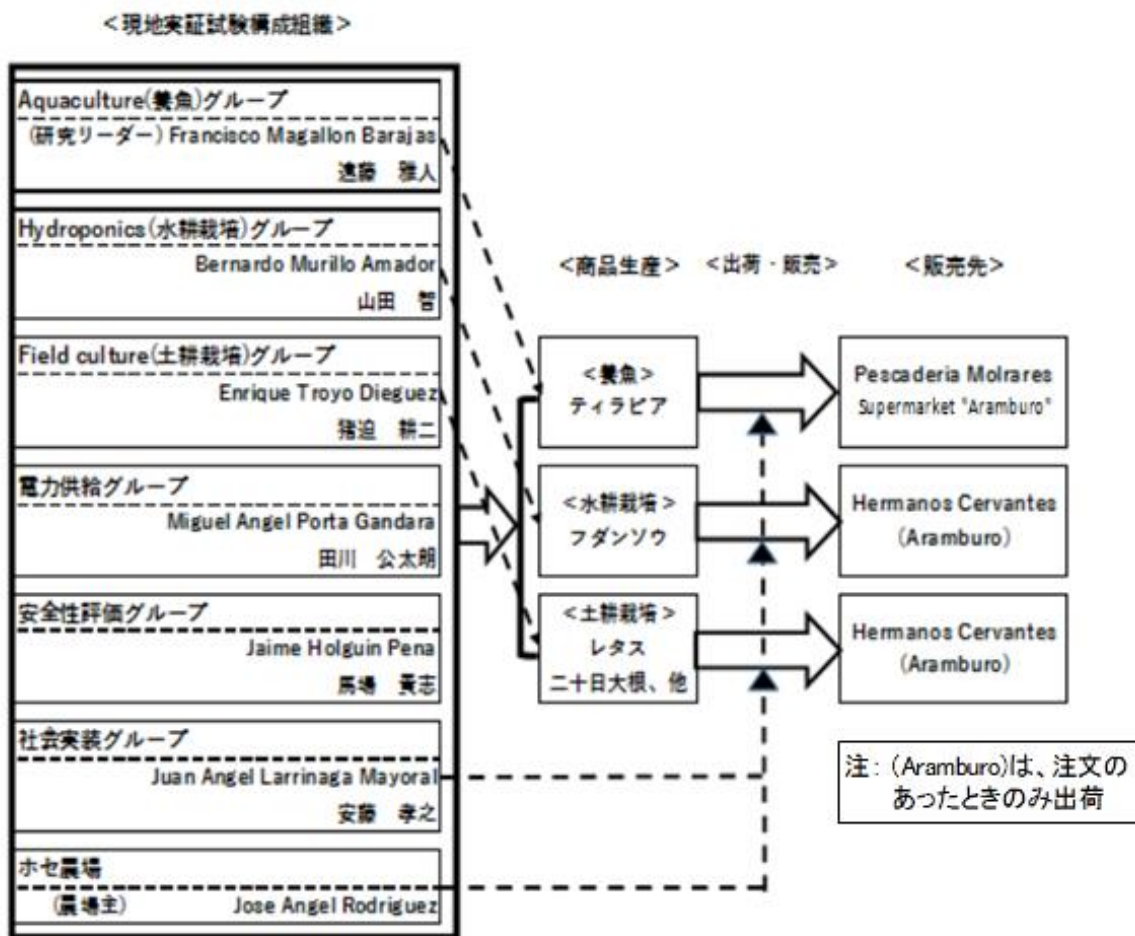 <現地実証試験構成組織>
Aquaculture(養魚)グループ
(研究リーダー) Francisco Magallon Barajas
遠藤 雅人
Hydroponics(水耕栽培)グループ
Bernardo Murillo Amador
山田 智
Field culture(土耕栽培)グループ
Enrique Troyo Dieguez
猪迫 耕二
電力供給グループ
Miguel Angel Porta Gandara
田川 公太朗
安全性評価グループ
Jaime Holguin Pena
馬場 貴志
社会実装グループ
Juan Angel Larrinaga Mayoral
安藤 孝之
ホセ農場
(農場主) Jose Angel Rodriguez
<商品生産>
<養魚>
ティラピア
<水耕栽培>
フダンソウ
<土耕栽培>
レタス
二十日大根、他
<出荷・販売>
<販売先>
Pescaderia Molrares
Supermarket "Aramburo"
Hermanos Cervantes
(Aramburo)
Hermanos Cervantes
(Aramburo)
注: (Aramburo)は、注文の
あったときのみ出荷